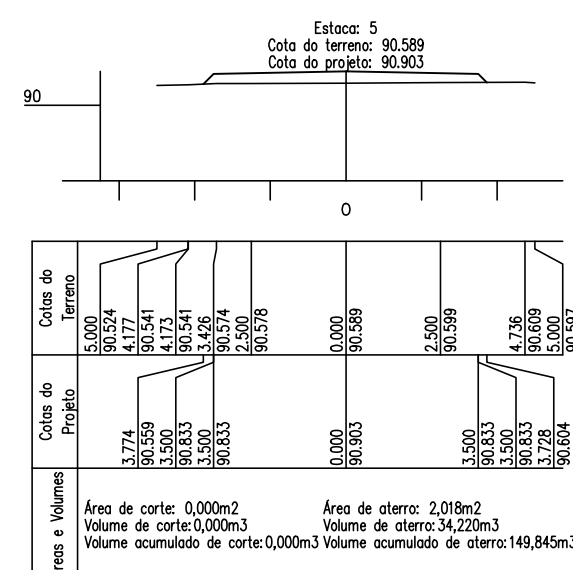 Estaca: 5
Cota do terreno: 90.589
Cota do projeto: 90.903
90
0
Cotas do
Terreno
5.000
90.524
4.177
90.541
4.173
90.541
3.426
90.574
2.500
90.578
0.000
90.589
2.500
90.599
4.736
90.609
5.000
90.597
Cotas do
Projeto
3.774
90.559
3.500
90.833
3.500
90.833
0.000
90.903
3.500
90.833
3.500
90.833
3.728
90.604
reas e Volumes
Área de corte: 0,000m2
Área de aterro: 2,018m2
Volume de corte:0,000m3
Volume de aterro:34,220m3
Volume acumulado de corte:0,000m3
Volume acumulado de aterro:149,845m3